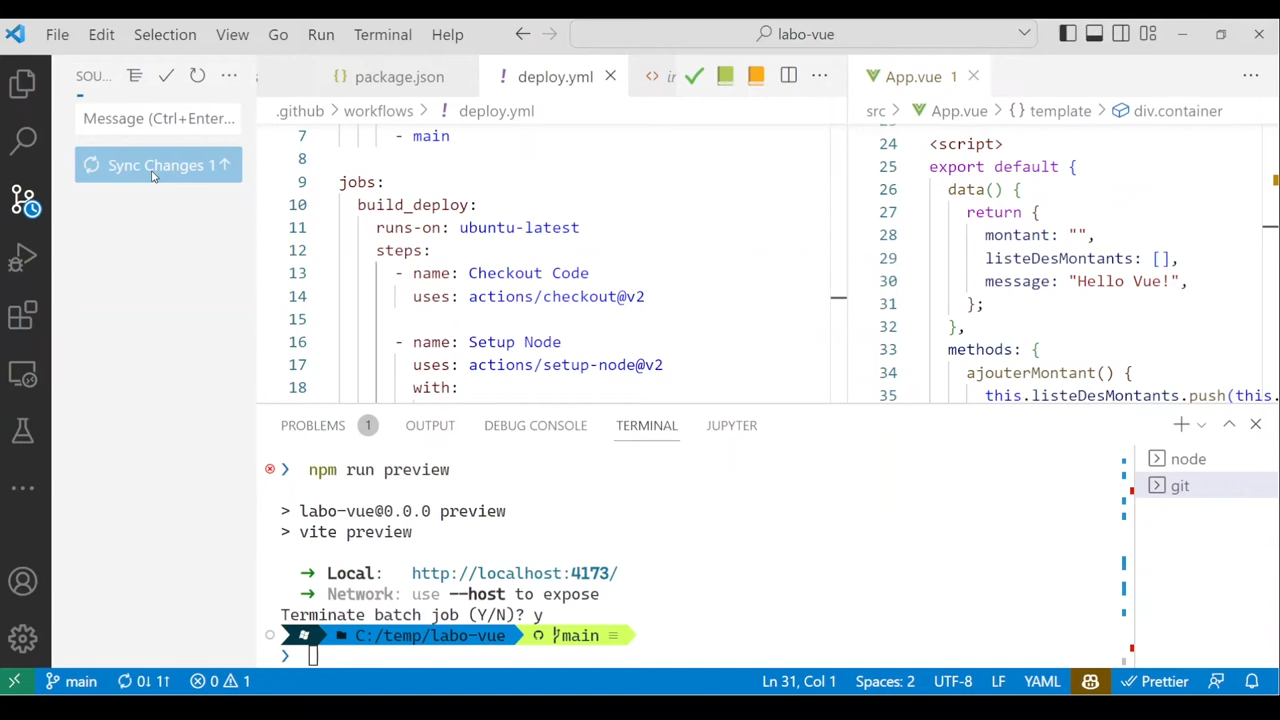 File Edit Selection View Go Run Terminal Help
labo-vue
SOU...
package.json
deploy.yml
App.vue 1
Message (Ctrl+Enter...
Sync Changes 1↑
.github > workflows > ! deploy.yml
7 - main
8
9 jobs:
10 build_deploy:
11 runs-on: ubuntu-latest
12 steps:
13 - name: Checkout Code
14 uses: actions/checkout@v2
15
16 - name: Setup Node
17 uses: actions/setup-node@v2
18 with:
src > App.vue > {} template > div.container
24 <script>
25 export default {
26 data() {
27 return {
28 montant: "",
29 listeDesMontants: [],
30 message: "Hello Vue!",
31 };
32 },
33 methods: {
34 ajouterMontant() {
35 this.listeDesMontants.push(this.
PROBLEMS 1 OUTPUT DEBUG CONSOLE TERMINAL JUPYTER
❯ npm run preview
> labo-vue@0.0.0 preview
> vite preview
➜ Local: http://localhost:4173/
➜ Network: use --host to expose
Terminate batch job (Y/N)? y
C:/temp/labo-vue main ≡
❯
node
git
main 0↓ 1↑ 0 1 Ln 31, Col 1 Spaces: 2 UTF-8 LF YAML Prettier